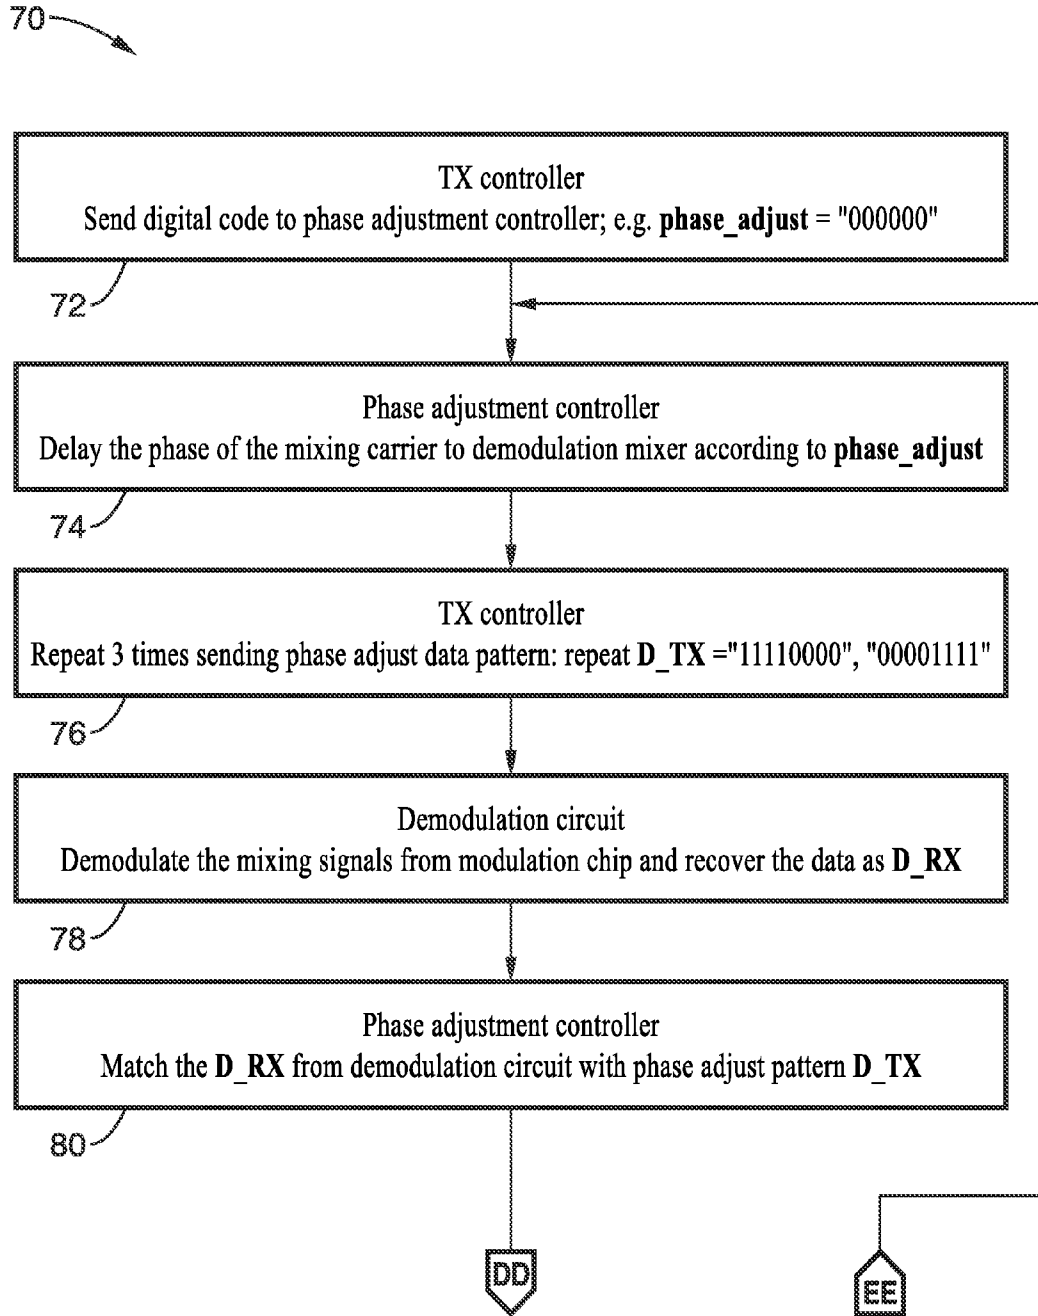 70
TX controller
Send digital code to phase adjustment controller; e.g. phase_adjust = "000000"
72
Phase adjustment controller
Delay the phase of the mixing carrier to demodulation mixer according to phase_adjust
74
TX controller
Repeat 3 times sending phase adjust data pattern: repeat D_TX ="11110000", "00001111"
76
Demodulation circuit
Demodulate the mixing signals from modulation chip and recover the data as D_RX
78
Phase adjustment controller
Match the D_RX from demodulation circuit with phase adjust pattern D_TX
80
DD
EE